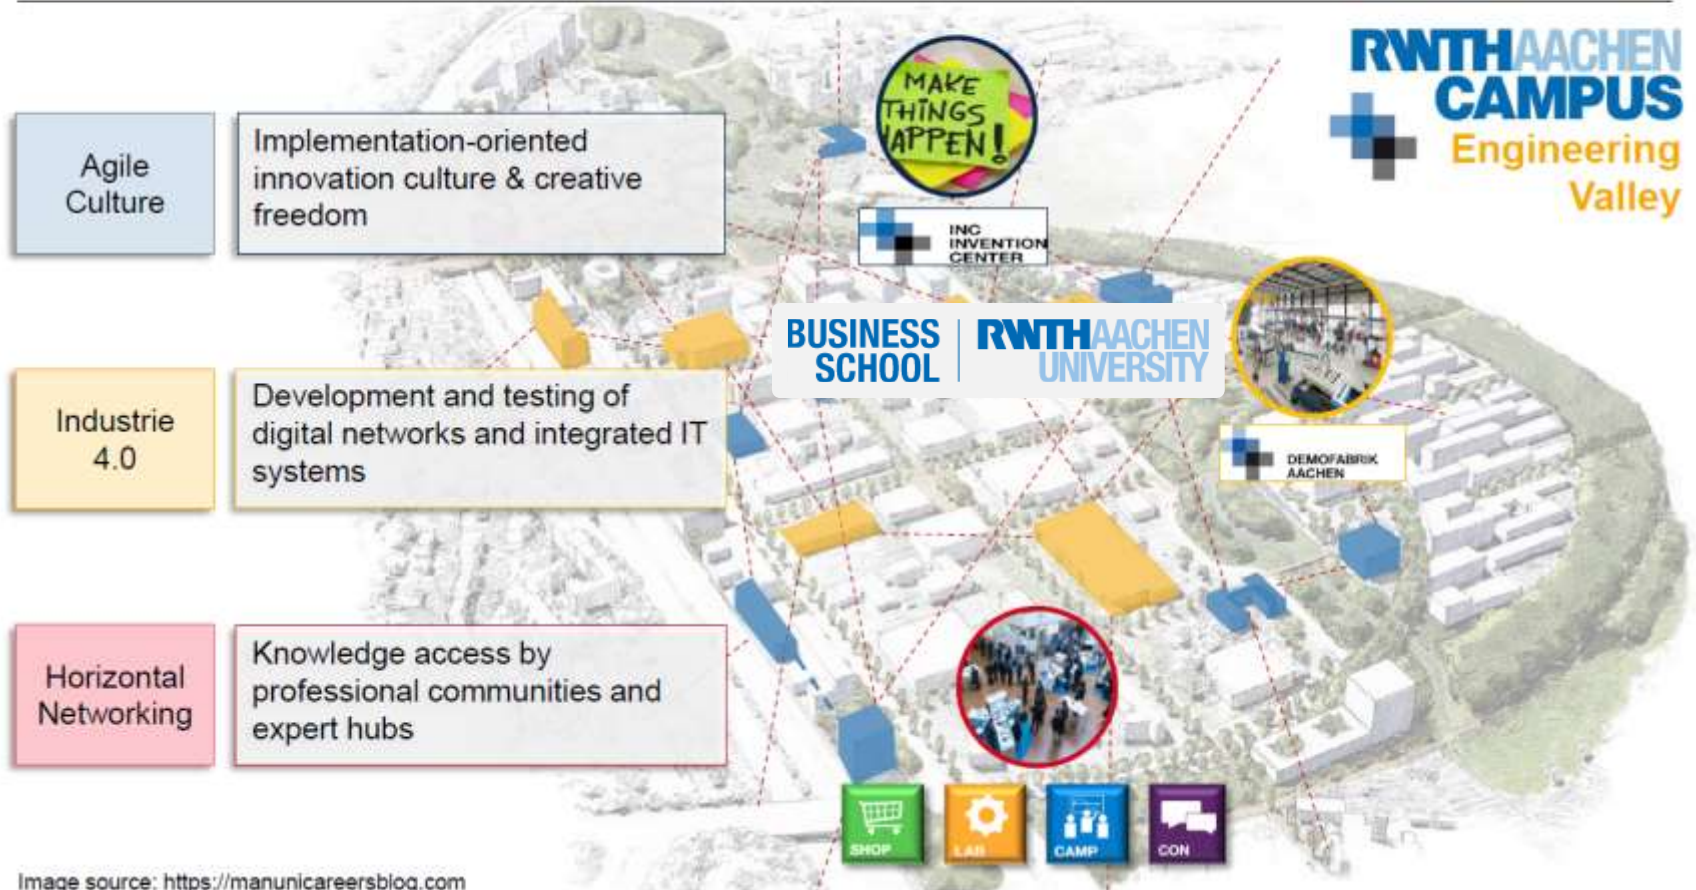 RWTHAACHEN
CAMPUS
Engineering
Valley
Agile
Culture
Implementation-oriented
innovation culture & creative
freedom
MAKE
THINGS
HAPPEN!
INC
INVENTION
CENTER
BUSINESS
SCHOOL
RWTHAACHEN
UNIVERSITY
Industrie
4.0
Development and testing of
digital networks and integrated IT
systems
DEMOFABRIK
AACHEN
Horizontal
Networking
Knowledge access by
professional communities and
expert hubs
SHOP
LAB
CAMP
CON
Image source: https://manunicareersblog.com